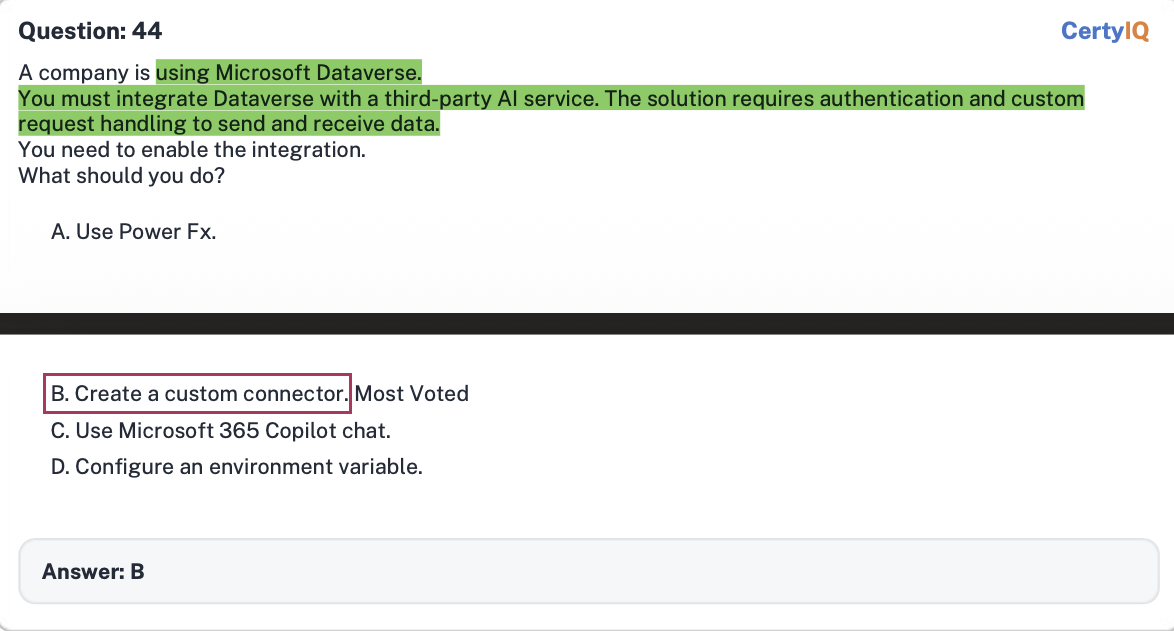 Question: 44
CertyIQ
A company is using Microsoft Dataverse.
You must integrate Dataverse with a third-party AI service. The solution requires authentication and custom
request handling to send and receive data.
You need to enable the integration.
What should you do?
A. Use Power Fx.
B. Create a custom connector. Most Voted
C. Use Microsoft 365 Copilot chat.
D. Configure an environment variable.
Answer: B